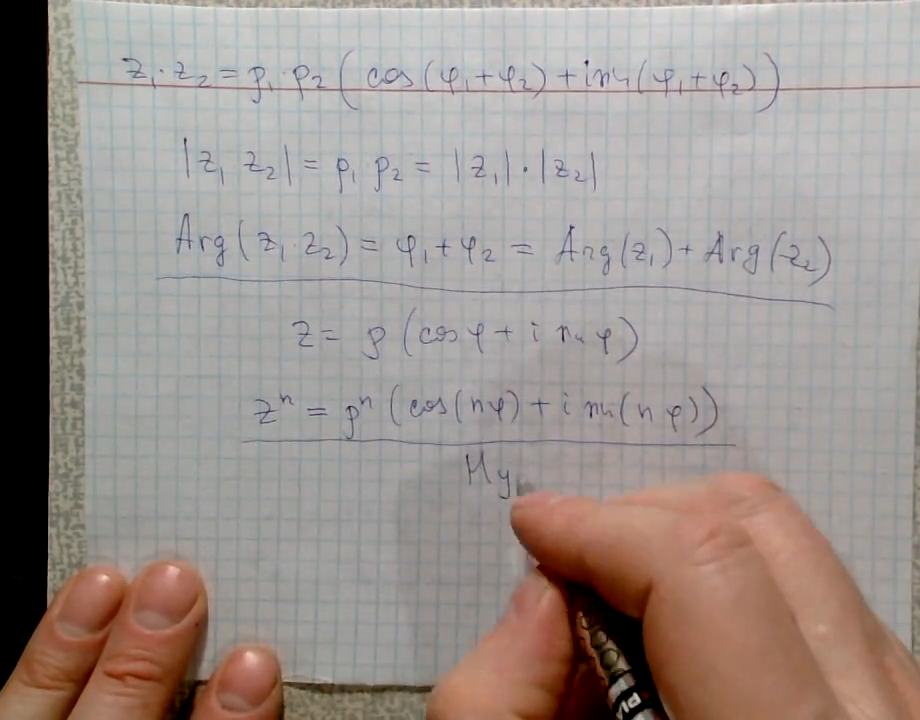 z₁·z₂ = ρ₁·ρ₂ (cos(φ₁+φ₂) + i sin(φ₁+φ₂))
|z₁ z₂| = ρ₁ ρ₂ = |z₁|·|z₂|
Arg(z₁·z₂) = φ₁+φ₂ = Arg(z₁) + Arg(z₂)
z = ρ (cos φ + i sin φ)
zⁿ = ρⁿ (cos(nφ) + i sin(n φ))
Му